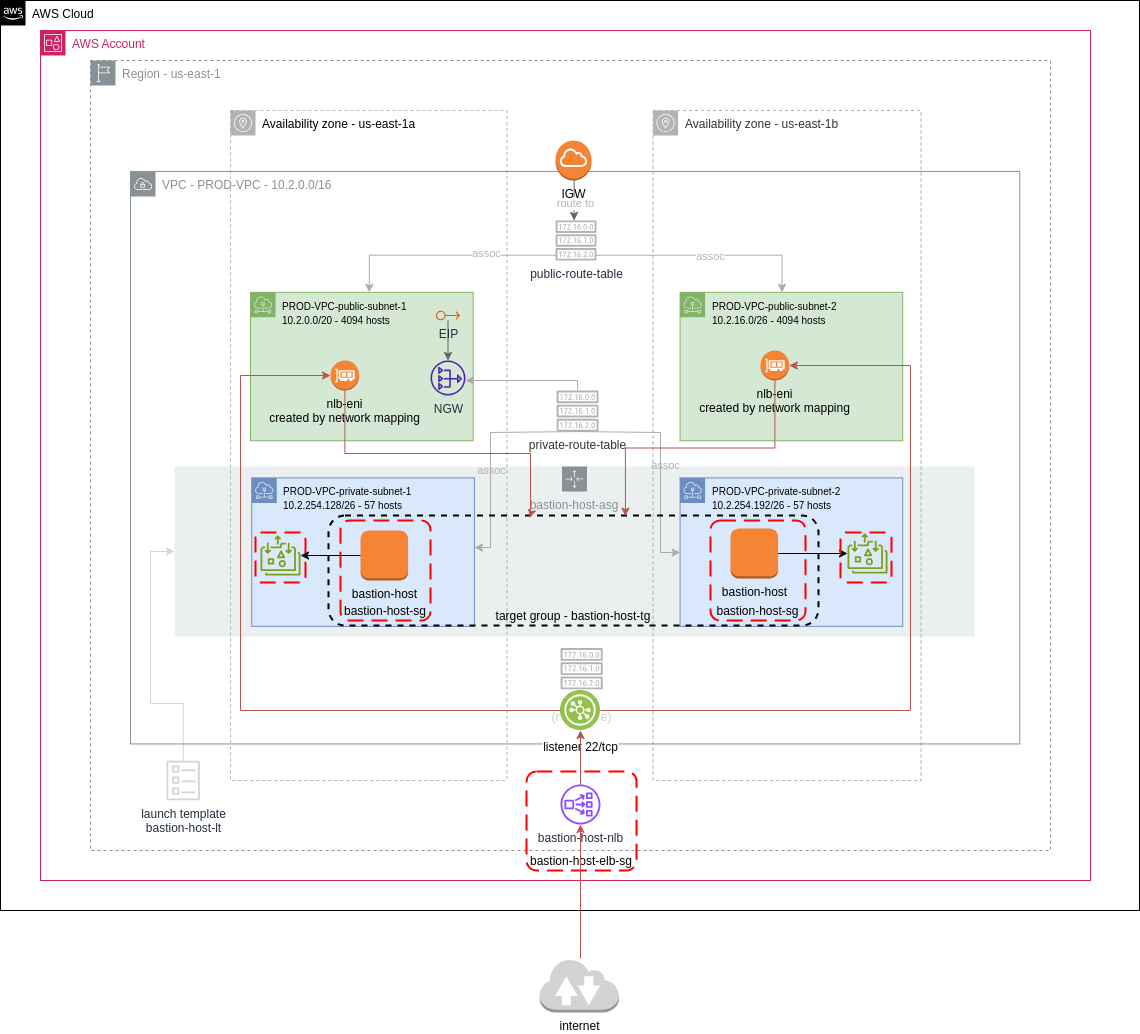 aws
AWS Cloud
AWS Account
Region - us-east-1
Availability zone - us-east-1a
Availability zone - us-east-1b
VPC - PROD-VPC - 10.2.0.0/16
IGW
route to
172.16.0.0
172.16.1.0
172.16.2.0
assoc
assoc
public-route-table
PROD-VPC-public-subnet-1
10.2.0.0/20 - 4094 hosts
EIP
NGW
nlb-eni
created by network mapping
PROD-VPC-public-subnet-2
10.2.16.0/26 - 4094 hosts
nlb-eni
created by network mapping
172.16.0.0
172.16.1.0
172.16.2.0
private-route-table
assoc
assoc
bastion-host-asg
PROD-VPC-private-subnet-1
10.2.254.128/26 - 57 hosts
bastion-host
bastion-host-sg
PROD-VPC-private-subnet-2
10.2.254.192/26 - 57 hosts
bastion-host
bastion-host-sg
target group - bastion-host-tg
172.16.0.0
172.16.1.0
172.16.2.0
listener 22/tcp
launch template
bastion-host-lt
bastion-host-nlb
bastion-host-elb-sg
internet